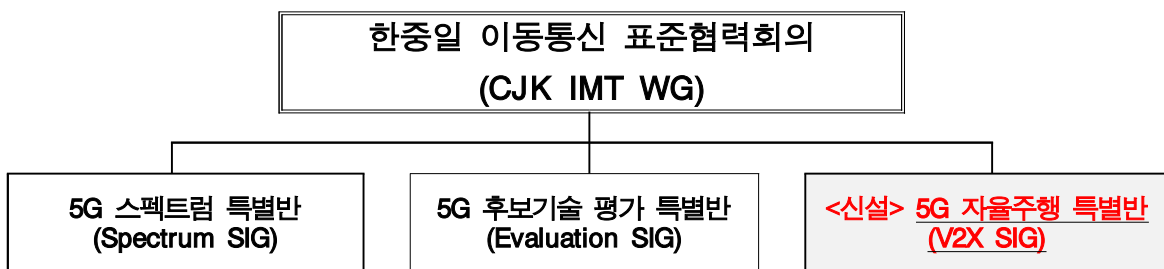 한중일 이동통신 표준협력회의
(CJK IMT WG)
5G 스펙트럼 특별반
(Spectrum SIG)
5G 후보기술 평가 특별반
(Evaluation SIG)
<신설> 5G 자율주행 특별반
(V2X SIG)